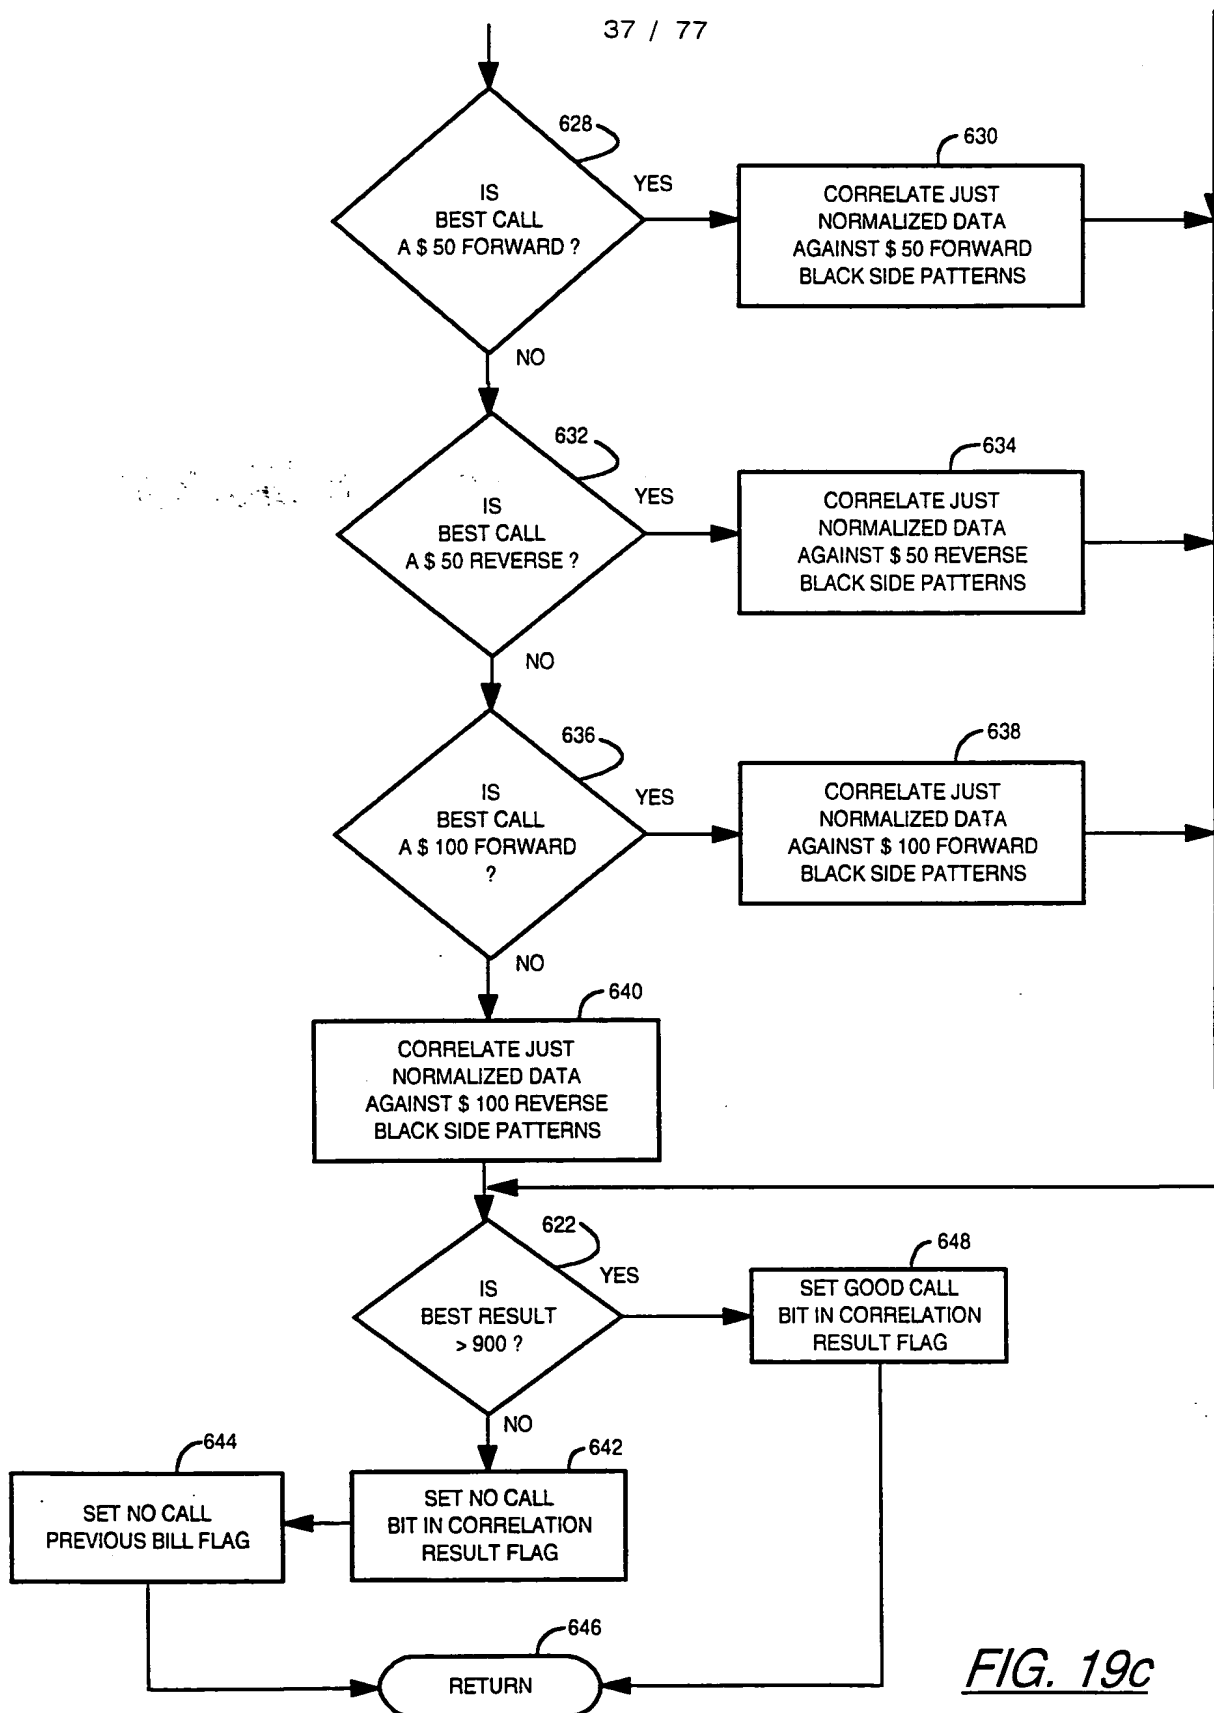 37 / 77
628
IS
BEST CALL
A $ 50 FORWARD ?
YES
630
CORRELATE JUST
NORMALIZED DATA
AGAINST $ 50 FORWARD
BLACK SIDE PATTERNS
NO
632
IS
BEST CALL
A $ 50 REVERSE ?
YES
634
CORRELATE JUST
NORMALIZED DATA
AGAINST $ 50 REVERSE
BLACK SIDE PATTERNS
NO
636
IS
BEST CALL
A $ 100 FORWARD
?
YES
638
CORRELATE JUST
NORMALIZED DATA
AGAINST $ 100 FORWARD
BLACK SIDE PATTERNS
NO
640
CORRELATE JUST
NORMALIZED DATA
AGAINST $ 100 REVERSE
BLACK SIDE PATTERNS
622
IS
BEST RESULT
> 900 ?
YES
648
SET GOOD CALL
BIT IN CORRELATION
RESULT FLAG
NO
642
SET NO CALL
BIT IN CORRELATION
RESULT FLAG
644
SET NO CALL
PREVIOUS BILL FLAG
646
RETURN
FIG. 19c